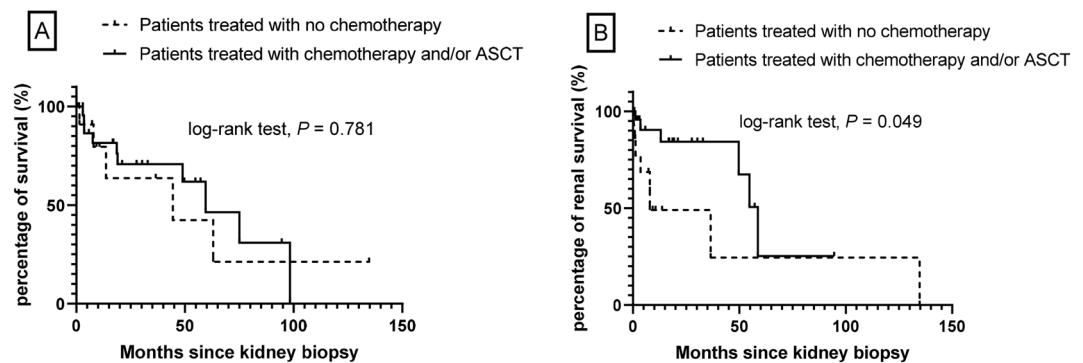 A
Patients treated with no chemotherapy
Patients treated with chemotherapy and/or ASCT
percentage of survival (%)
100
50
0
log-rank test, P = 0.781
0 50 100 150
Months since kidney biopsy
B
Patients treated with no chemotherapy
Patients treated with chemotherapy and/or ASCT
percentage of renal survival (%)
100
50
0
log-rank test, P = 0.049
0 50 100 150
Months since kidney biopsy